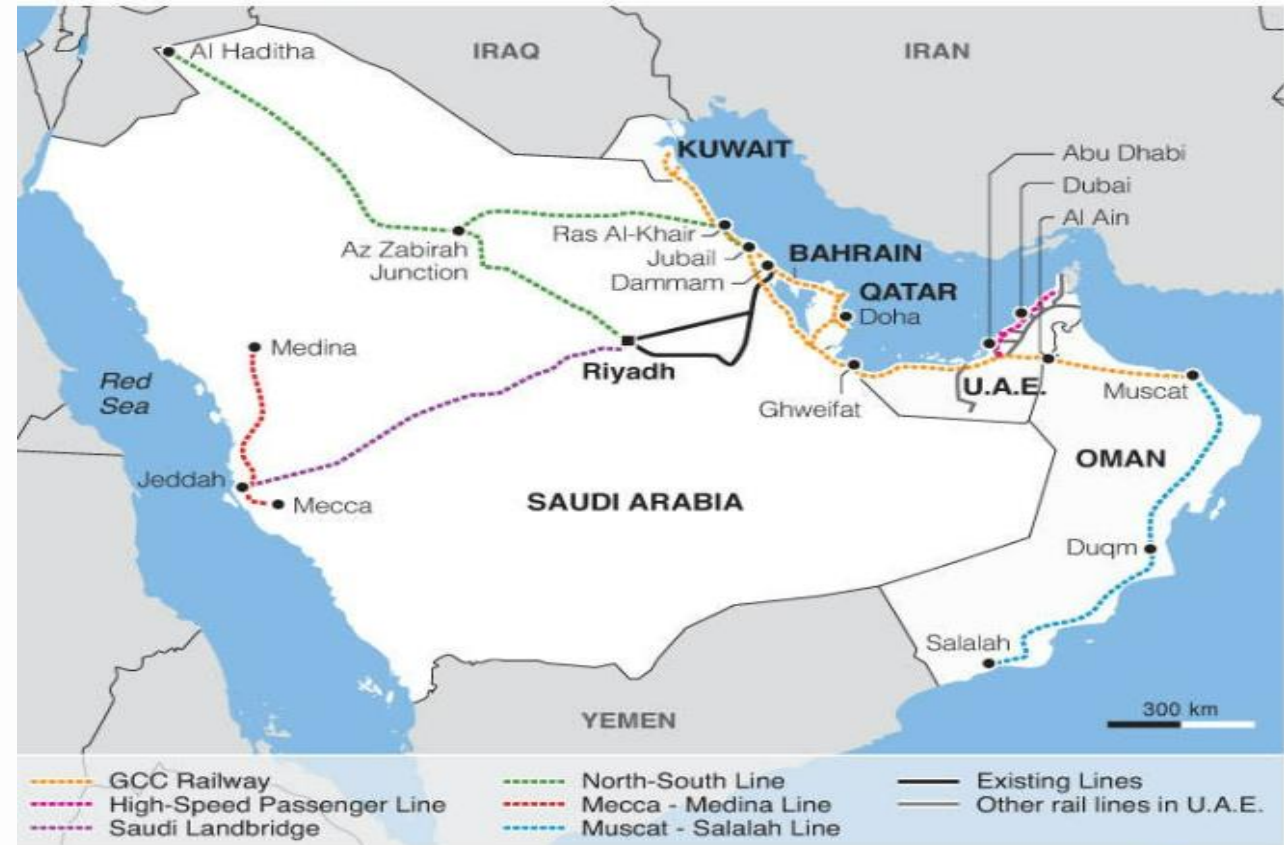 Al Haditha
IRAQ
IRAN
KUWAIT
Abu Dhabi
Dubai
Al Ain
Ras Al-Khair
Az Zabirah
Junction
Jubail
BAHRAIN
Dammam
QATAR
Doha
Medina
Riyadh
Red
Sea
Ghweifat
U.A.E.
Muscat
OMAN
Jeddah
Mecca
SAUDI ARABIA
Duqm
Salalah
YEMEN
300 km
GCC Railway
High-Speed Passenger Line
Saudi Landbridge
North-South Line
Mecca - Medina Line
Muscat - Salalah Line
Existing Lines
Other rail lines in U.A.E.